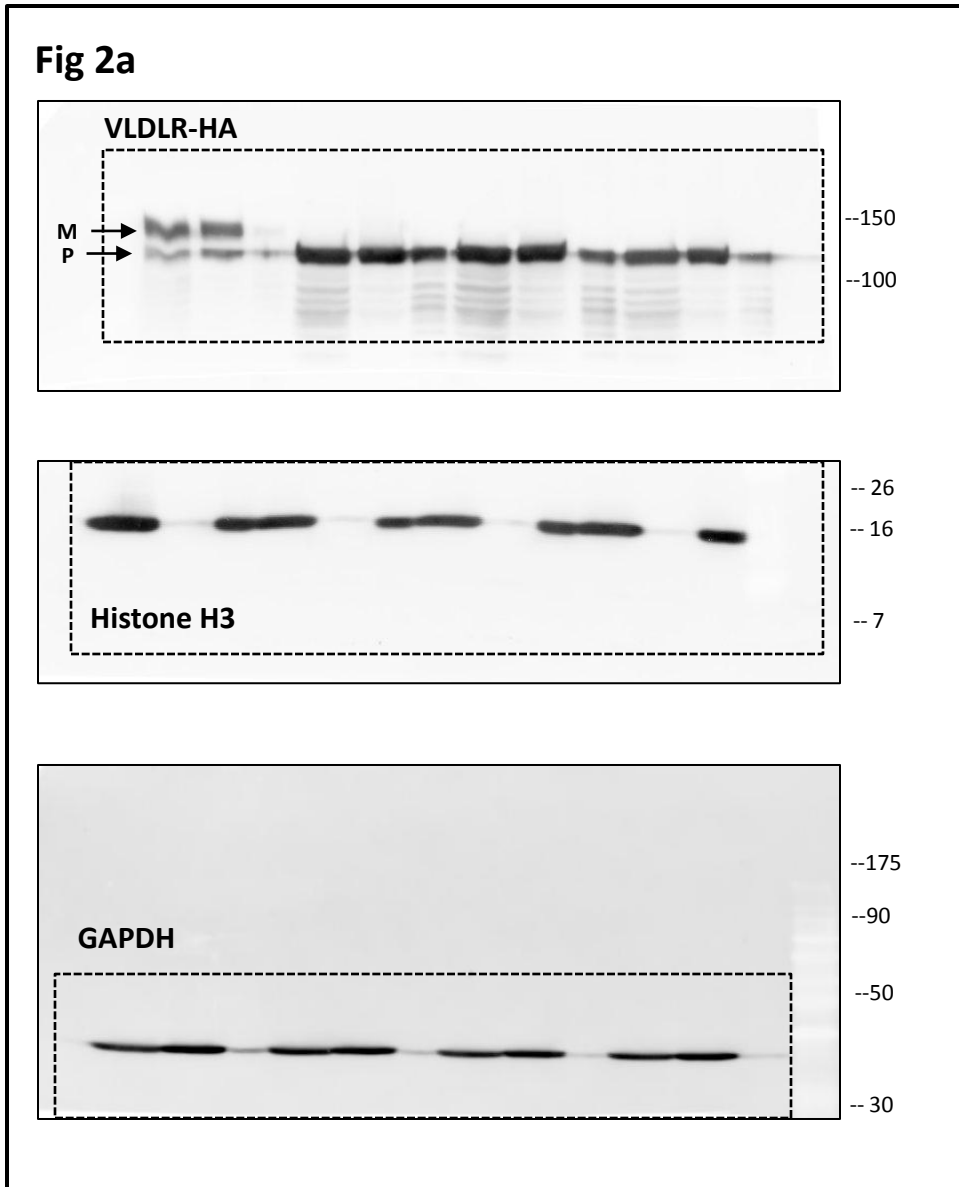 Fig 2a
VLDLR-HA
M
P
--150
--100
-- 26
-- 16
Histone H3
-- 7
--175
--90
GAPDH
--50
-- 30